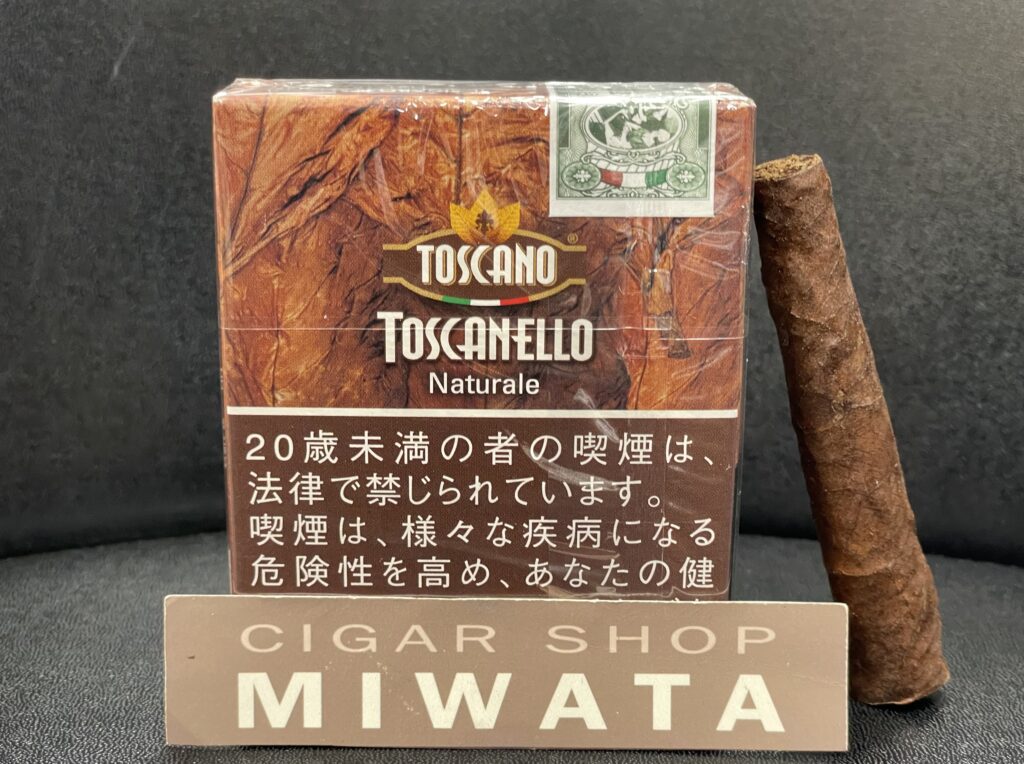 TOSCANO®
TOSCANELLO
Naturale
20歳未満の者の喫煙は、
法律で禁じられています。
喫煙は、様々な疾病になる
危険性を高め、あなたの健
CIGAR SHOP
MIWATA